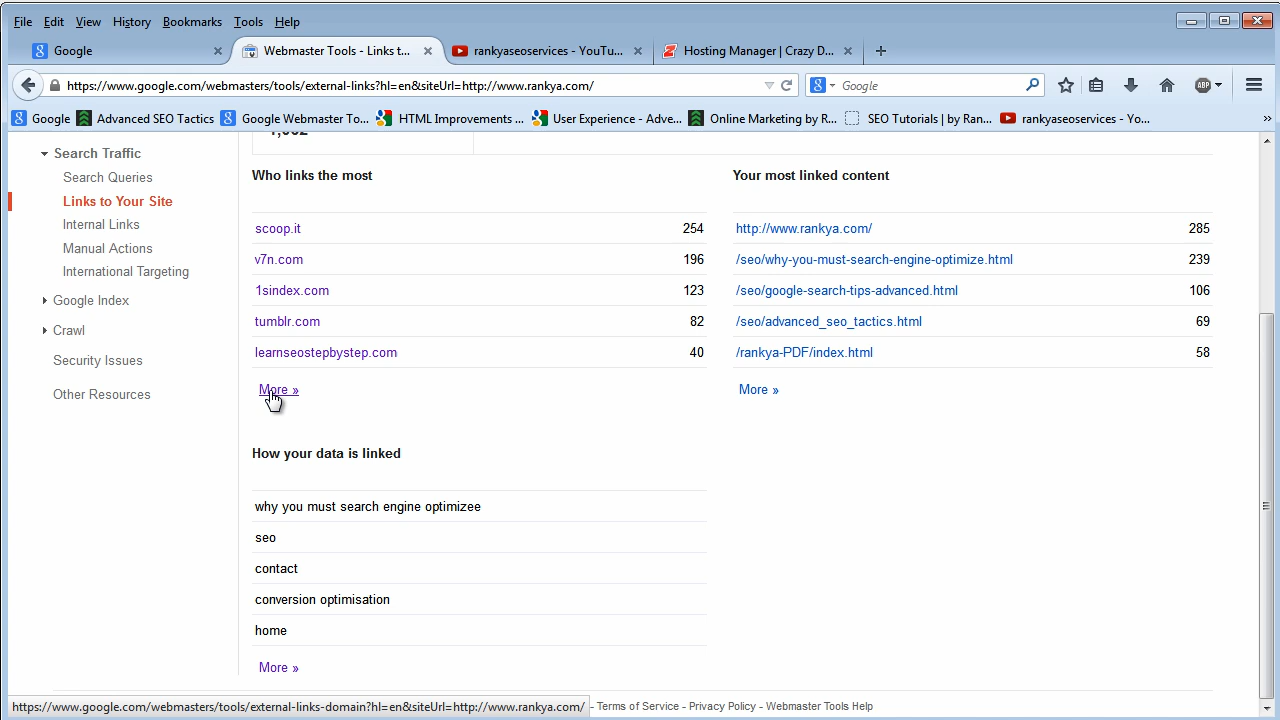 File Edit View History Bookmarks Tools Help
Google Webmaster Tools - Links t... rankyaseoservices - YouTu... Hosting Manager | Crazy D...
https://www.google.com/webmasters/tools/external-links?hl=en&siteUrl=http://www.rankya.com/ Google ABP
Google Advanced SEO Tactics Google Webmaster To... HTML Improvements ... User Experience - Adve... Online Marketing by R... SEO Tutorials | by Ran... rankyaseoservices - Yo...
Search Traffic
Search Queries
Links to Your Site
Internal Links
Manual Actions
International Targeting
Google Index
Crawl
Security Issues
Other Resources
Who links the most
scoop.it 254
v7n.com 196
1sindex.com 123
tumblr.com 82
learnseostepbystep.com 40
More »
Your most linked content
http://www.rankya.com/ 285
/seo/why-you-must-search-engine-optimize.html 239
/seo/google-search-tips-advanced.html 106
/seo/advanced_seo_tactics.html 69
/rankya-PDF/index.html 58
More »
How your data is linked
why you must search engine optimizee
seo
contact
conversion optimisation
home
More »
https://www.google.com/webmasters/tools/external-links-domain?hl=en&siteUrl=http://www.rankya.com/ - Terms of Service - Privacy Policy - Webmaster Tools Help